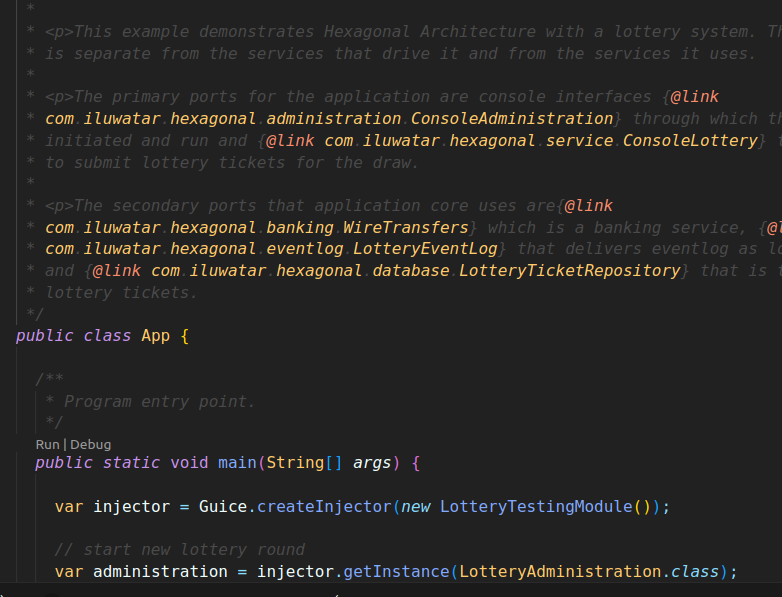 *
* <p>This example demonstrates Hexagonal Architecture with a lottery system.
* is separate from the services that drive it and from the services it uses.
*
* <p>The primary ports for the application are console interfaces {@link
* com.iluwatar.hexagonal.administration.ConsoleAdministration} through which
* initiated and run and {@link com.iluwatar.hexagonal.service.ConsoleLottery}
* to submit lottery tickets for the draw.
*
* <p>The secondary ports that application core uses are{@link
* com.iluwatar.hexagonal.banking.WireTransfers} which is a banking service, {
* com.iluwatar.hexagonal.eventlog.LotteryEventLog} that delivers eventlog as
* and {@link com.iluwatar.hexagonal.database.LotteryTicketRepository} that is
* lottery tickets.
*/
public class App {
/**
* Program entry point.
*/
Run | Debug
public static void main(String[] args) {
var injector = Guice.createInjector(new LotteryTestingModule());
// start new lottery round
var administration = injector.getInstance(LotteryAdministration.class);